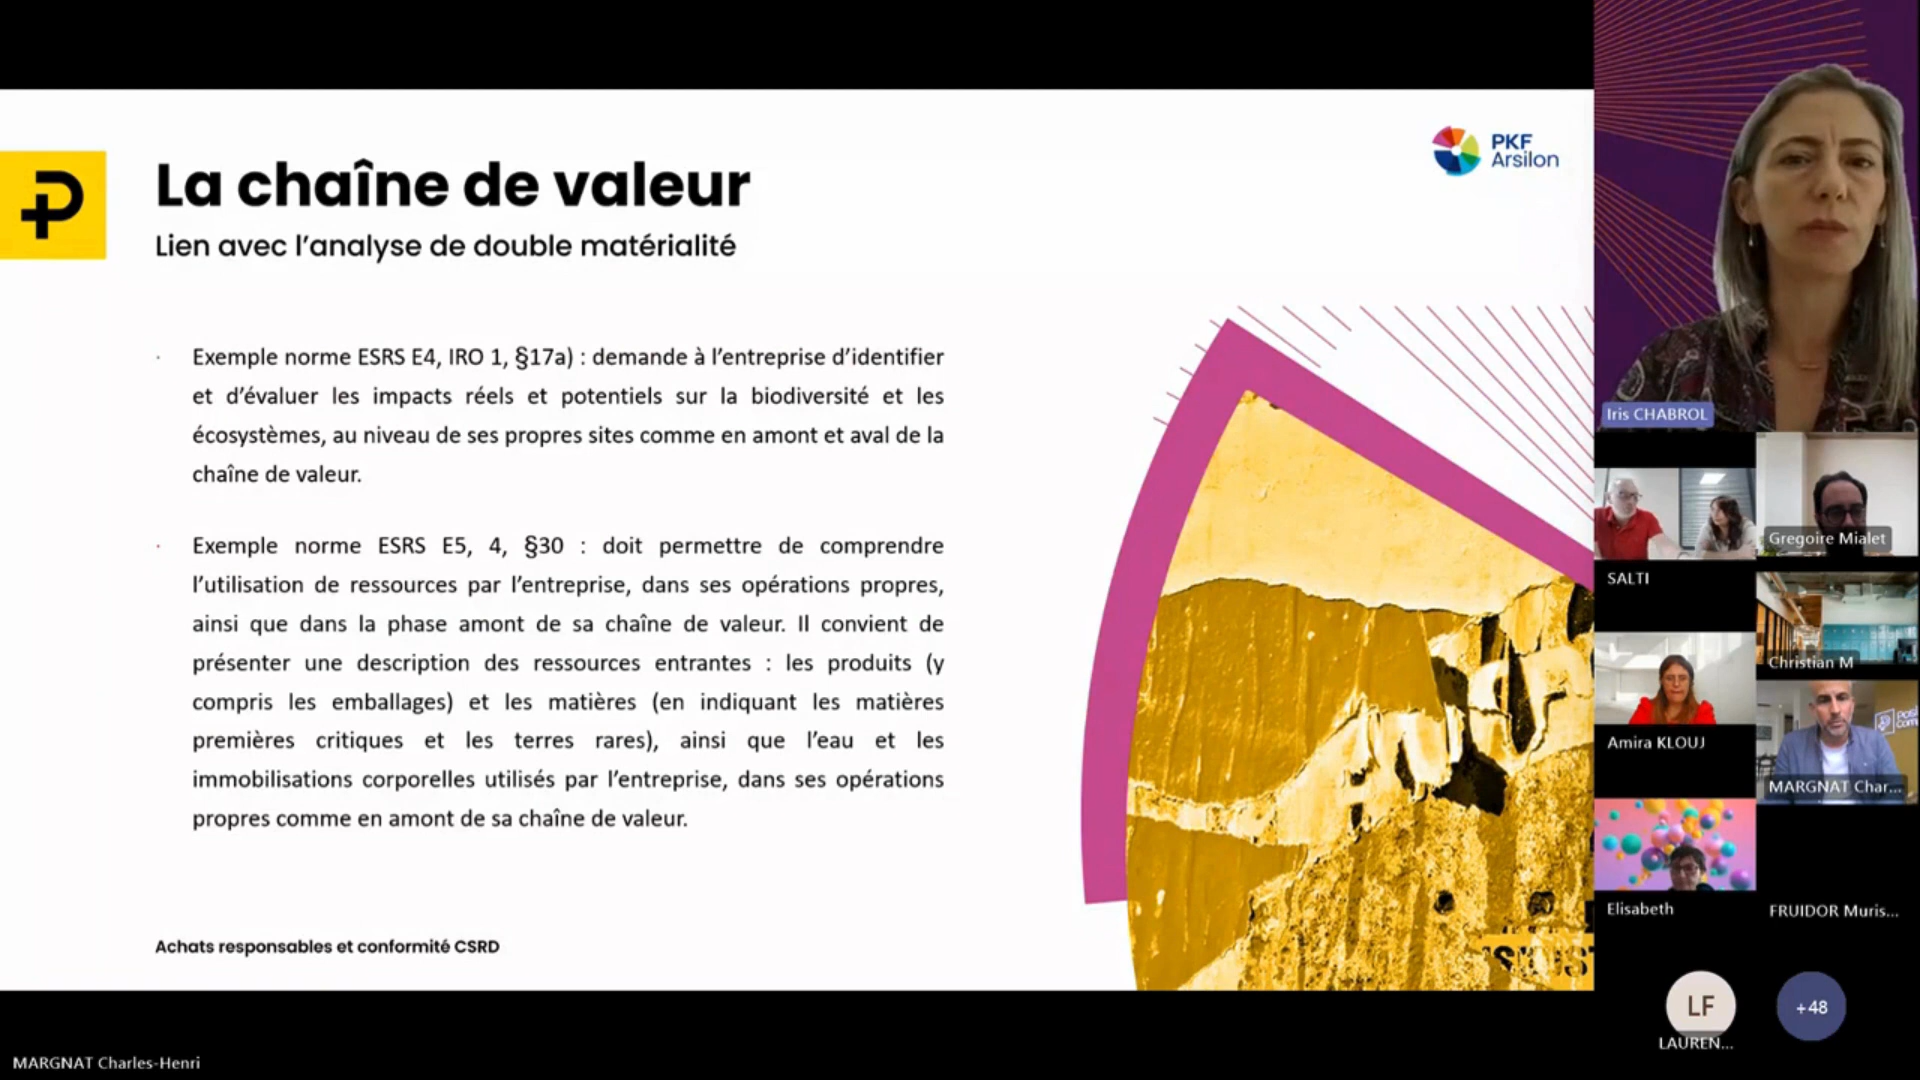 PKF
Arsilon
La chaîne de valeur
Lien avec l’analyse de double matérialité
· Exemple norme ESRS E4, IRO 1, §17a) : demande à l’entreprise d’identifier
et d’évaluer les impacts réels et potentiels sur la biodiversité et les
écosystèmes, au niveau de ses propres sites comme en amont et aval de la
chaîne de valeur.
· Exemple norme ESRS E5, 4, §30 : doit permettre de comprendre
l’utilisation de ressources par l’entreprise, dans ses opérations propres,
ainsi que dans la phase amont de sa chaîne de valeur. Il convient de
présenter une description des ressources entrantes : les produits (y
compris les emballages) et les matières (en indiquant les matières
premières critiques et les terres rares), ainsi que l’eau et les
immobilisations corporelles utilisés par l’entreprise, dans ses opérations
propres comme en amont de sa chaîne de valeur.
Achats responsables et conformité CSRD
MARGNAT Charles-Henri
Iris CHABROL
Gregoire Mialet
SALTI
Christian M
Amira KLOUJ
MARGNAT Char...
Elisabeth
FRUIDOR Muris...
LF
+48
LAUREN...